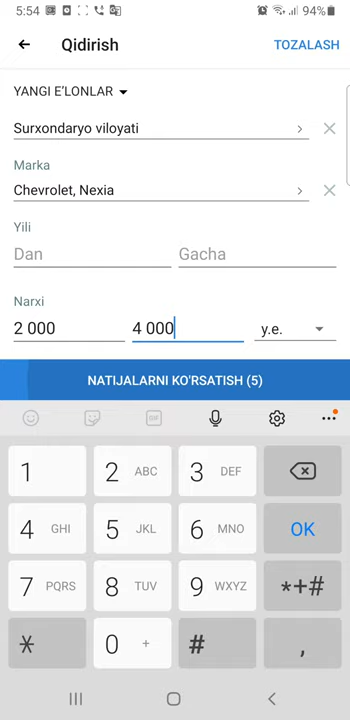 5:54
94%
Qidirish
TOZALASH
YANGI E'LONLAR
Surxondaryo viloyati
Marka
Chevrolet, Nexia
Yili
Dan
Gacha
Narxi
2 000
4 000
y.e.
NATIJALARNI KO'RSATISH (5)
GIF
1
2 ABC
3 DEF
4 GHI
5 JKL
6 MNO
OK
7 PQRS
8 TUV
9 WXYZ
*+#
*
0 +
#
,